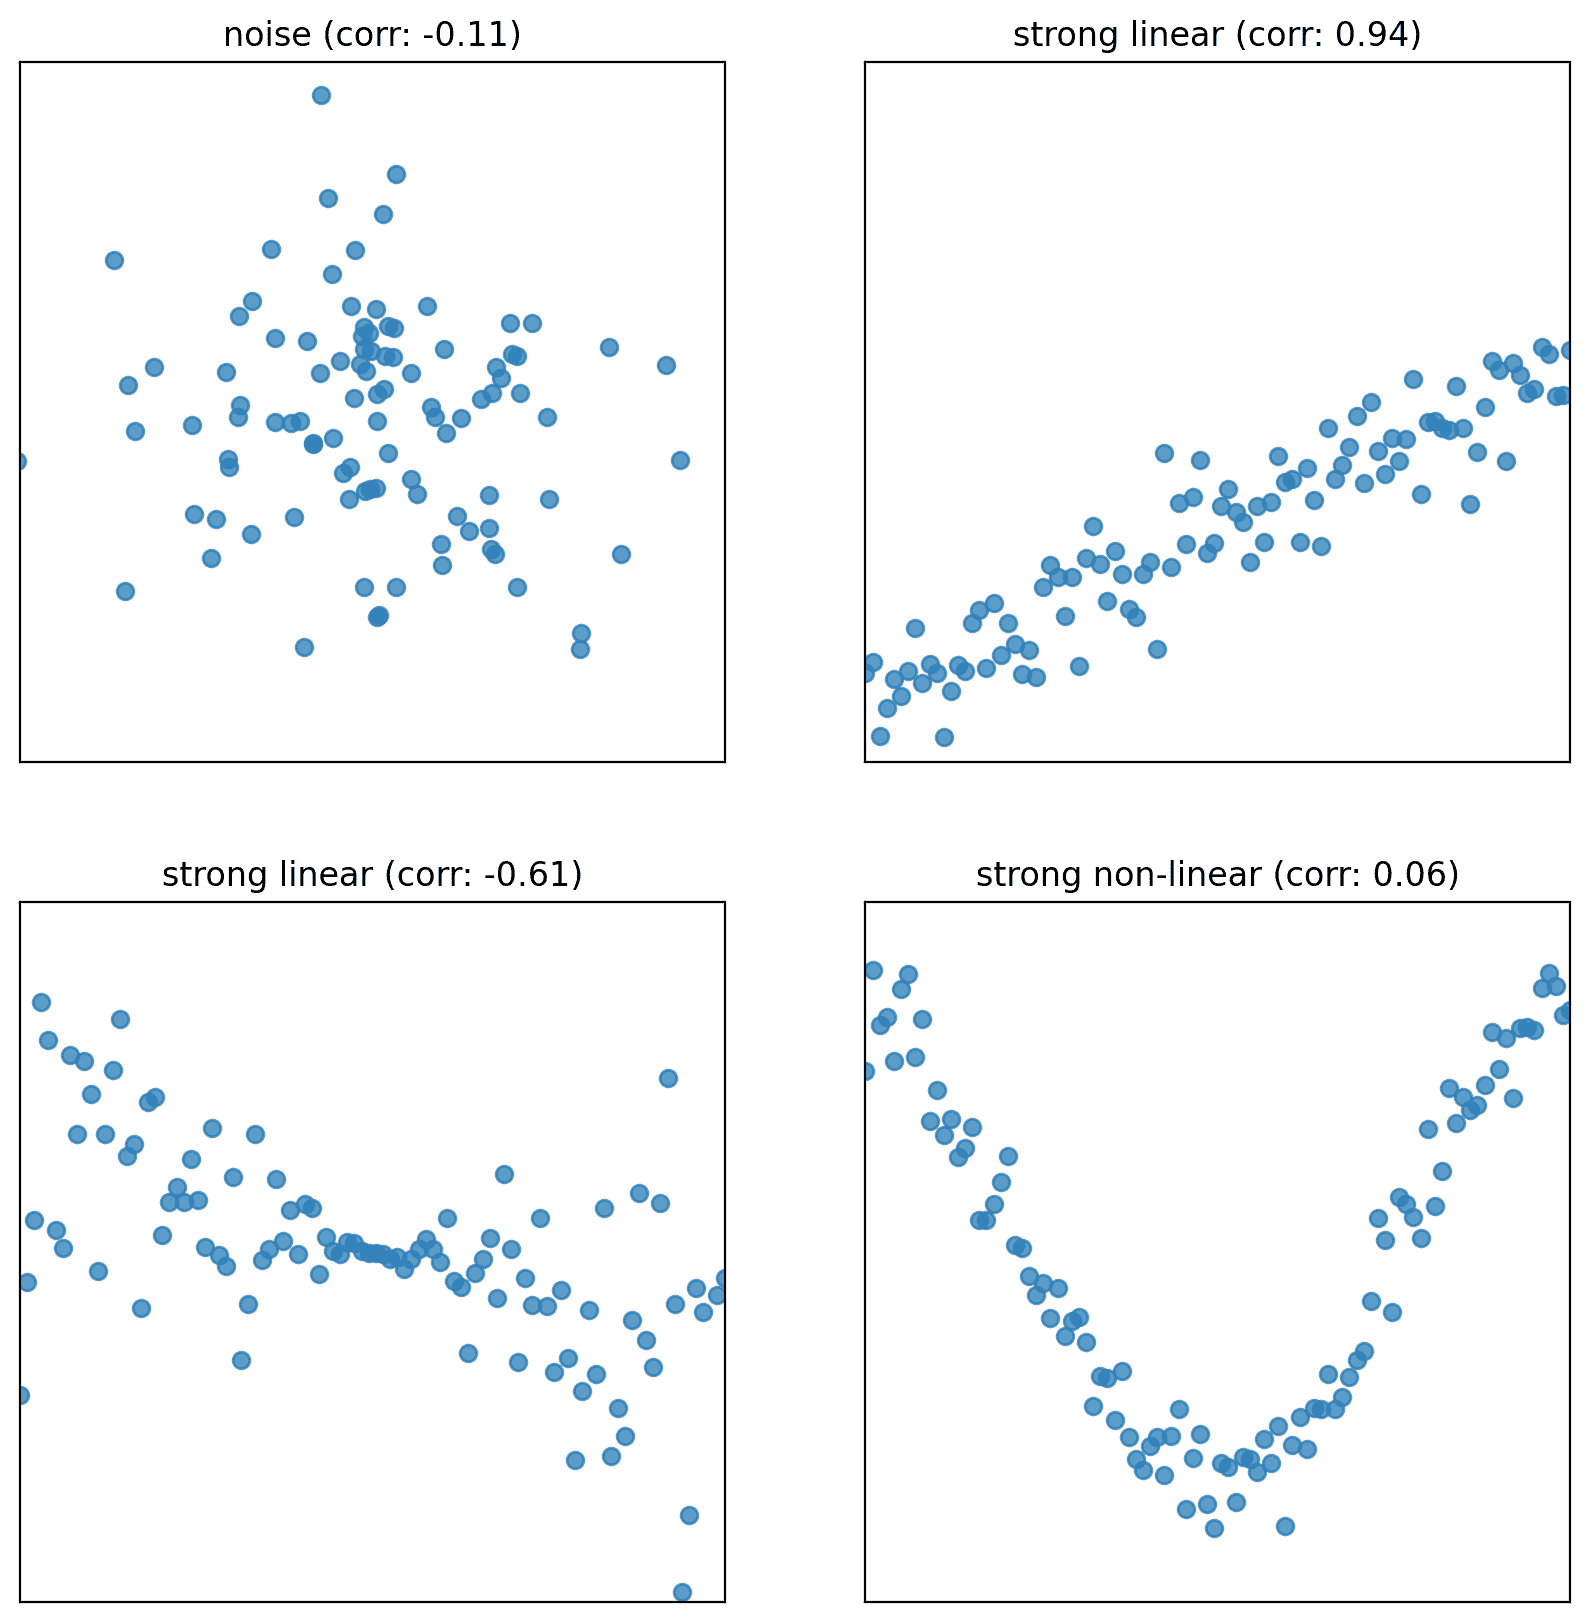 noise (corr: -0.11)
strong linear (corr: 0.94)
strong linear (corr: -0.61)
strong non-linear (corr: 0.06)